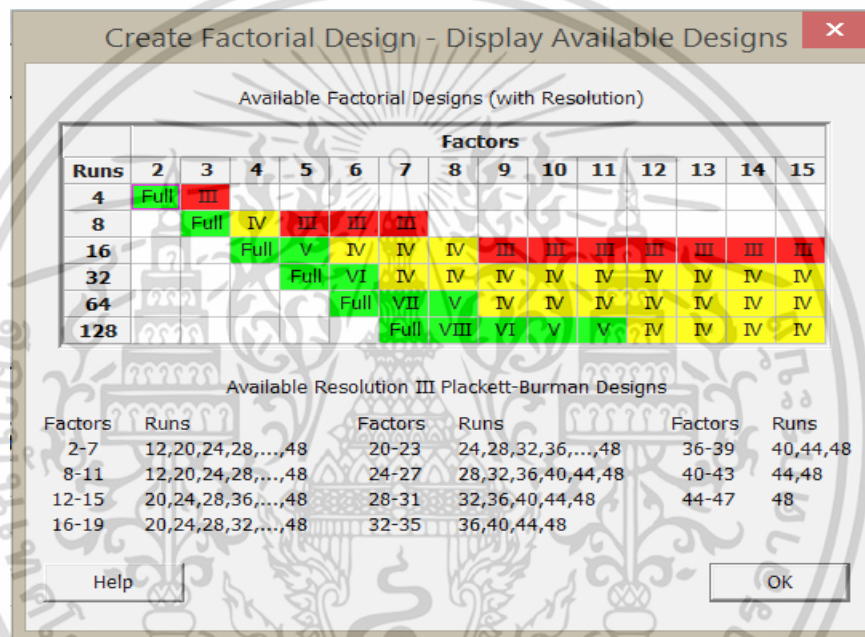 Create Factorial Design - Display Available Designs
Available Factorial Designs (with Resolution)
Factors
Runs 2 3 4 5 6 7 8 9 10 11 12 13 14 15
4 Full III
8 Full IV III III III
16 Full V IV IV IV III III III III III III III
32 Full VI IV IV IV IV IV IV IV IV IV
64 Full VII V IV IV IV IV IV IV IV
128 Full VIII VI V V IV IV IV IV
Available Resolution III Plackett-Burman Designs
Factors Runs Factors Runs Factors Runs
2-7 12,20,24,28,...,48 20-23 24,28,32,36,...,48 36-39 40,44,48
8-11 12,20,24,28,...,48 24-27 28,32,36,40,44,48 40-43 44,48
12-15 20,24,28,36,...,48 28-31 32,36,40,44,48 44-47 48
16-19 20,24,28,32,...,48 32-35 36,40,44,48
Help OK